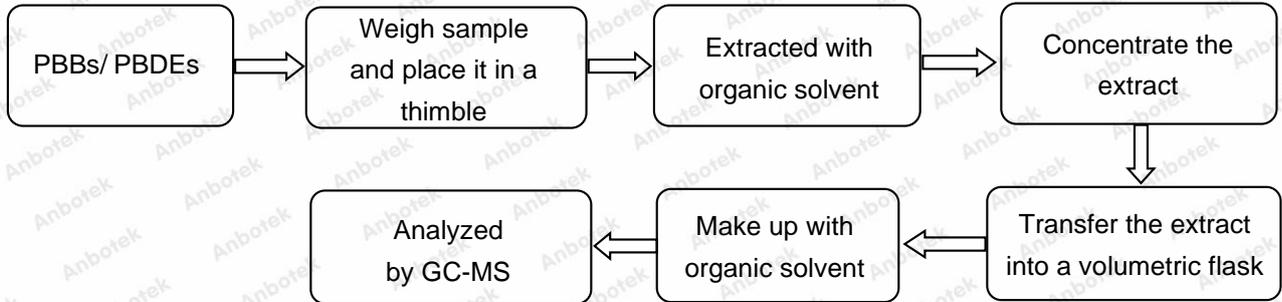 PBBs/ PBDEs
Weigh sample
and place it in a
thimble
Extracted with
organic solvent
Concentrate the
extract
Transfer the extract
into a volumetric flask
Make up with
organic solvent
Analyzed
by GC-MS
Anbotek